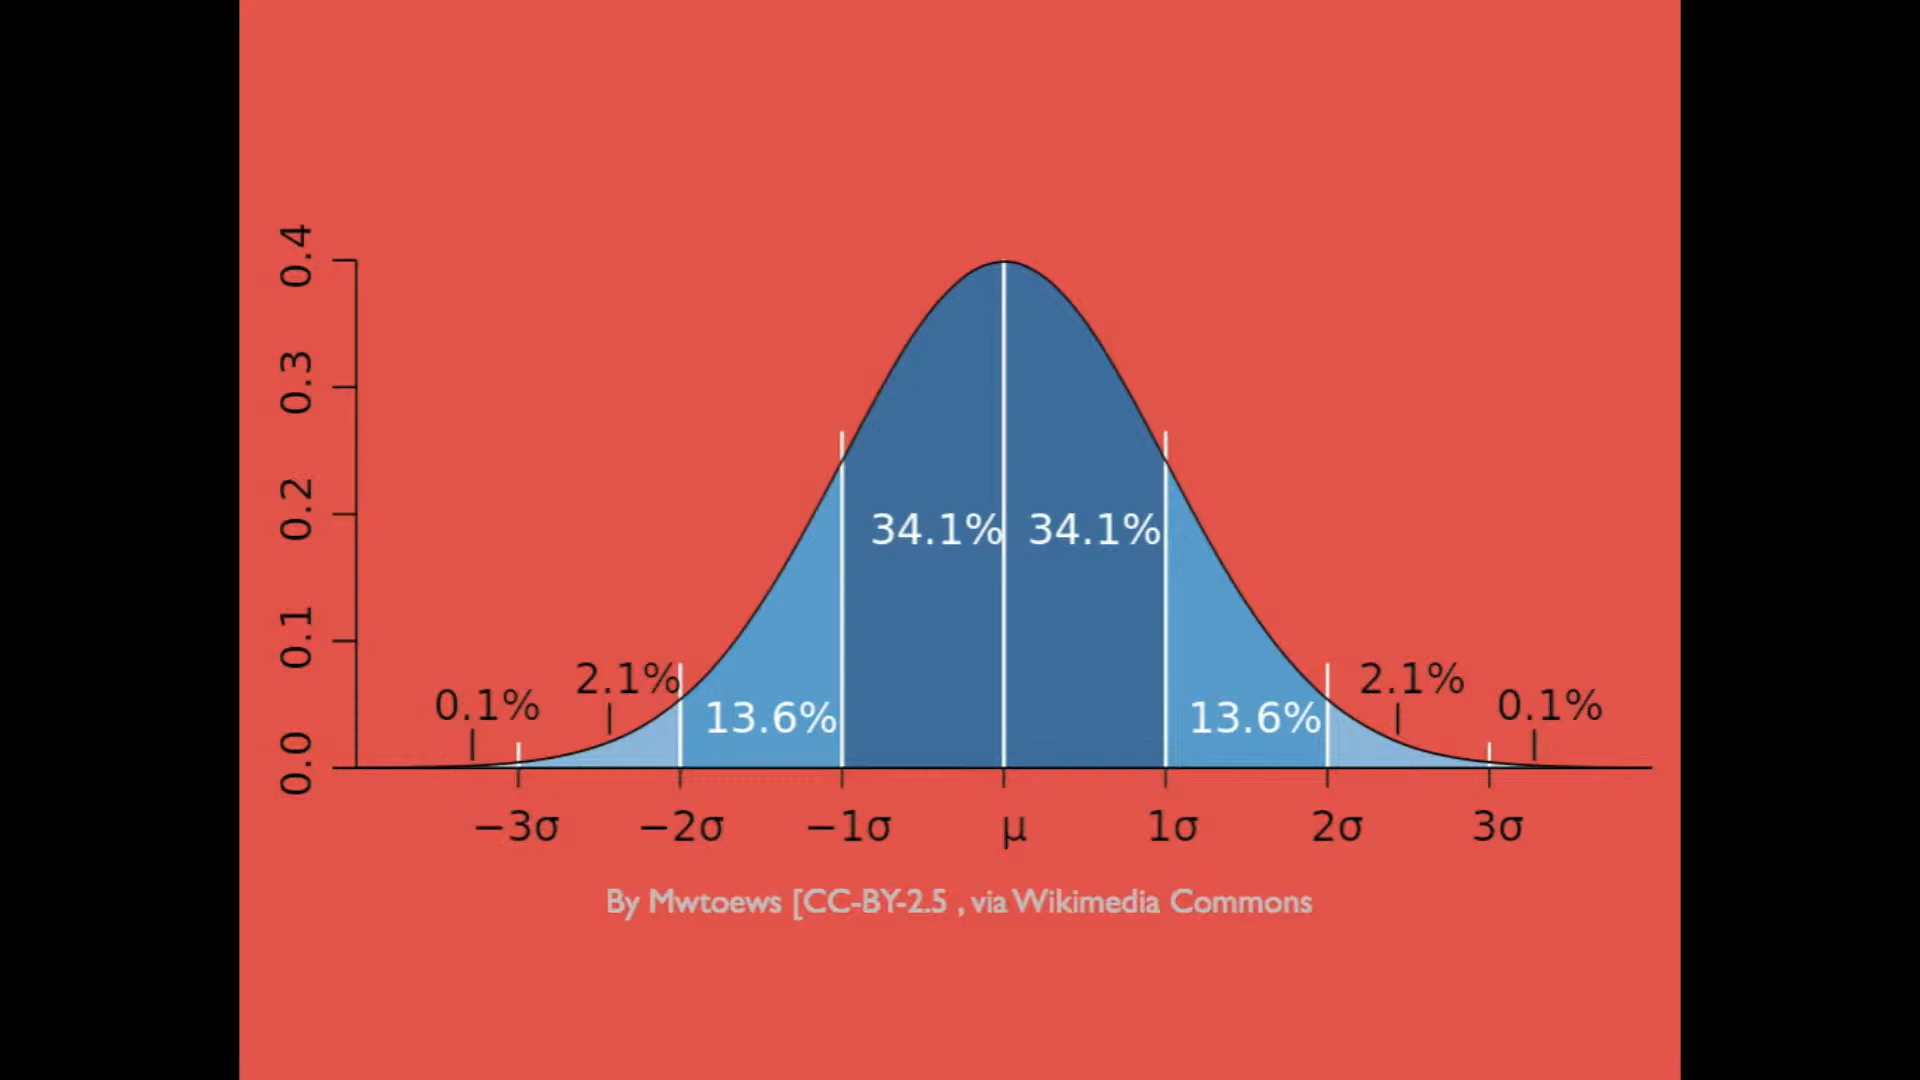 0.4
0.3
0.2
0.1
0.0
34.1% 34.1%
0.1% 2.1% 13.6% 13.6% 2.1% 0.1%
−3σ −2σ −1σ μ 1σ 2σ 3σ
By Mwtoews [CC-BY-2.5 , via Wikimedia Commons